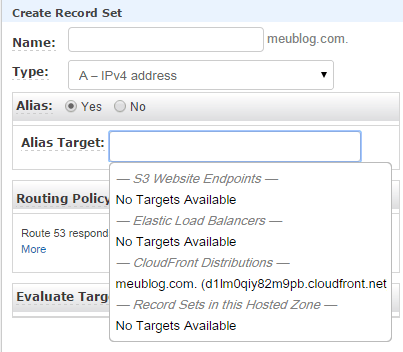 Create Record Set
Name: meublog.com.
Type: A – IPv4 address
Alias: Yes No
Alias Target:
— S3 Website Endpoints —
No Targets Available
— Elastic Load Balancers —
No Targets Available
— CloudFront Distributions —
meublog.com. (d1lm0qiy82m9pb.cloudfront.net
— Record Sets in this Hosted Zone —
No Targets Available
Routing Policy
Route 53 respond
More
Evaluate Targe